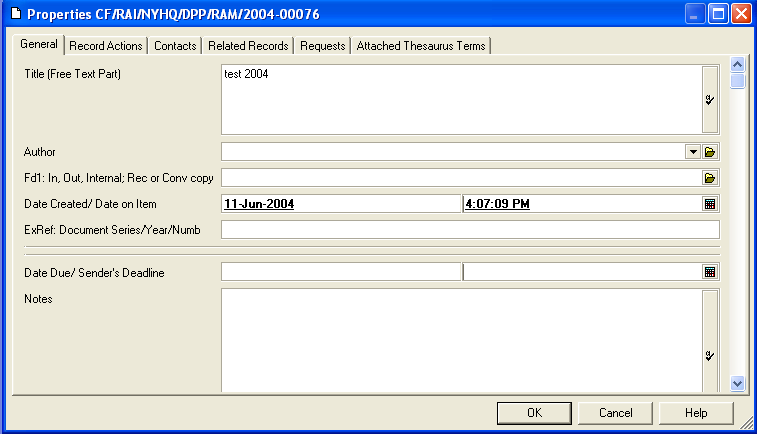 Properties CF/RAI/NYHQ/DPP/RAM/2004-00076
General Record Actions Contacts Related Records Requests Attached Thesaurus Terms
Title (Free Text Part) test 2004
Author
Fd1: In, Out, Internal; Rec or Conv copy
Date Created/ Date on Item 11-Jun-2004 4:07:09 PM
ExRef: Document Series/Year/Numb
Date Due/ Sender's Deadline
Notes
OK Cancel Help